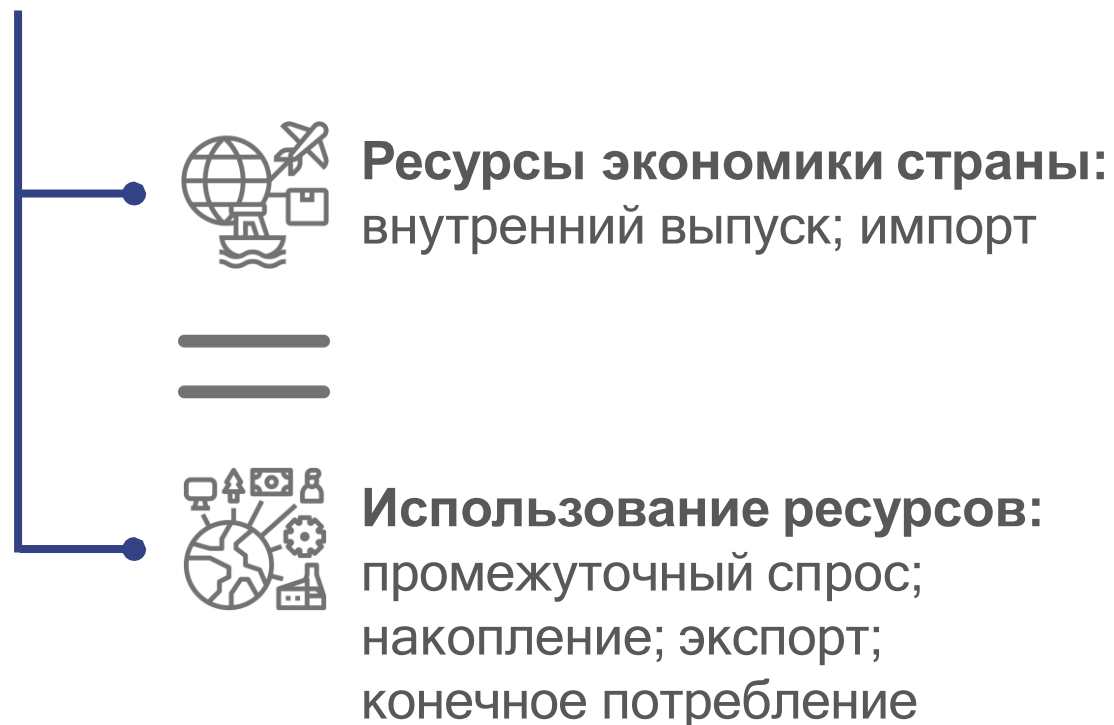 Ресурсы экономики страны:
внутренний выпуск; импорт
Использование ресурсов:
промежуточный спрос;
накопление; экспорт;
конечное потребление